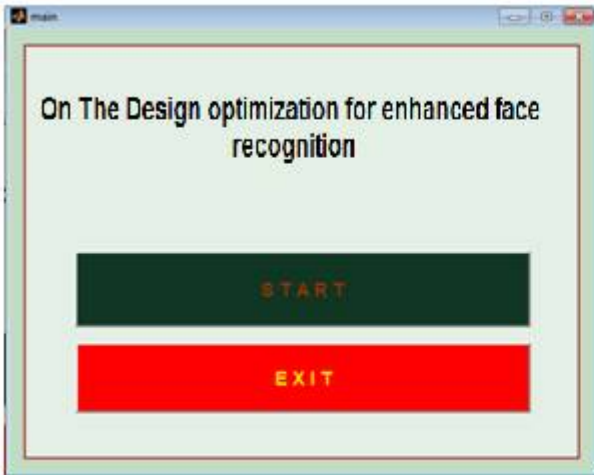 main
On The Design optimization for enhanced face
recognition
START
EXIT